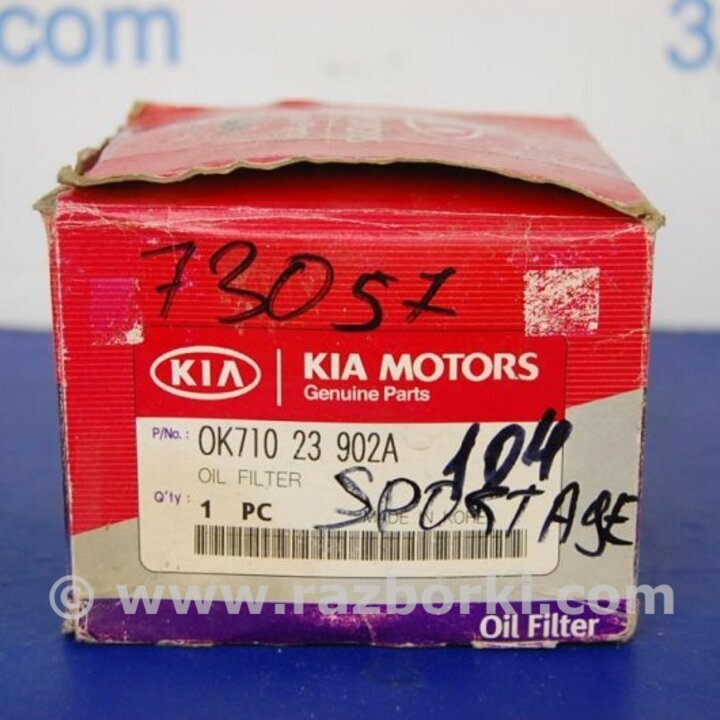 73057
KIA
KIA MOTORS
Genuine Parts
P/No.: 0K710 23 902A
104
OIL FILTER
SPORTAGE
Q'ty : 1 PC
MADE IN KOREA
© www.razborki.com
Oil Filter